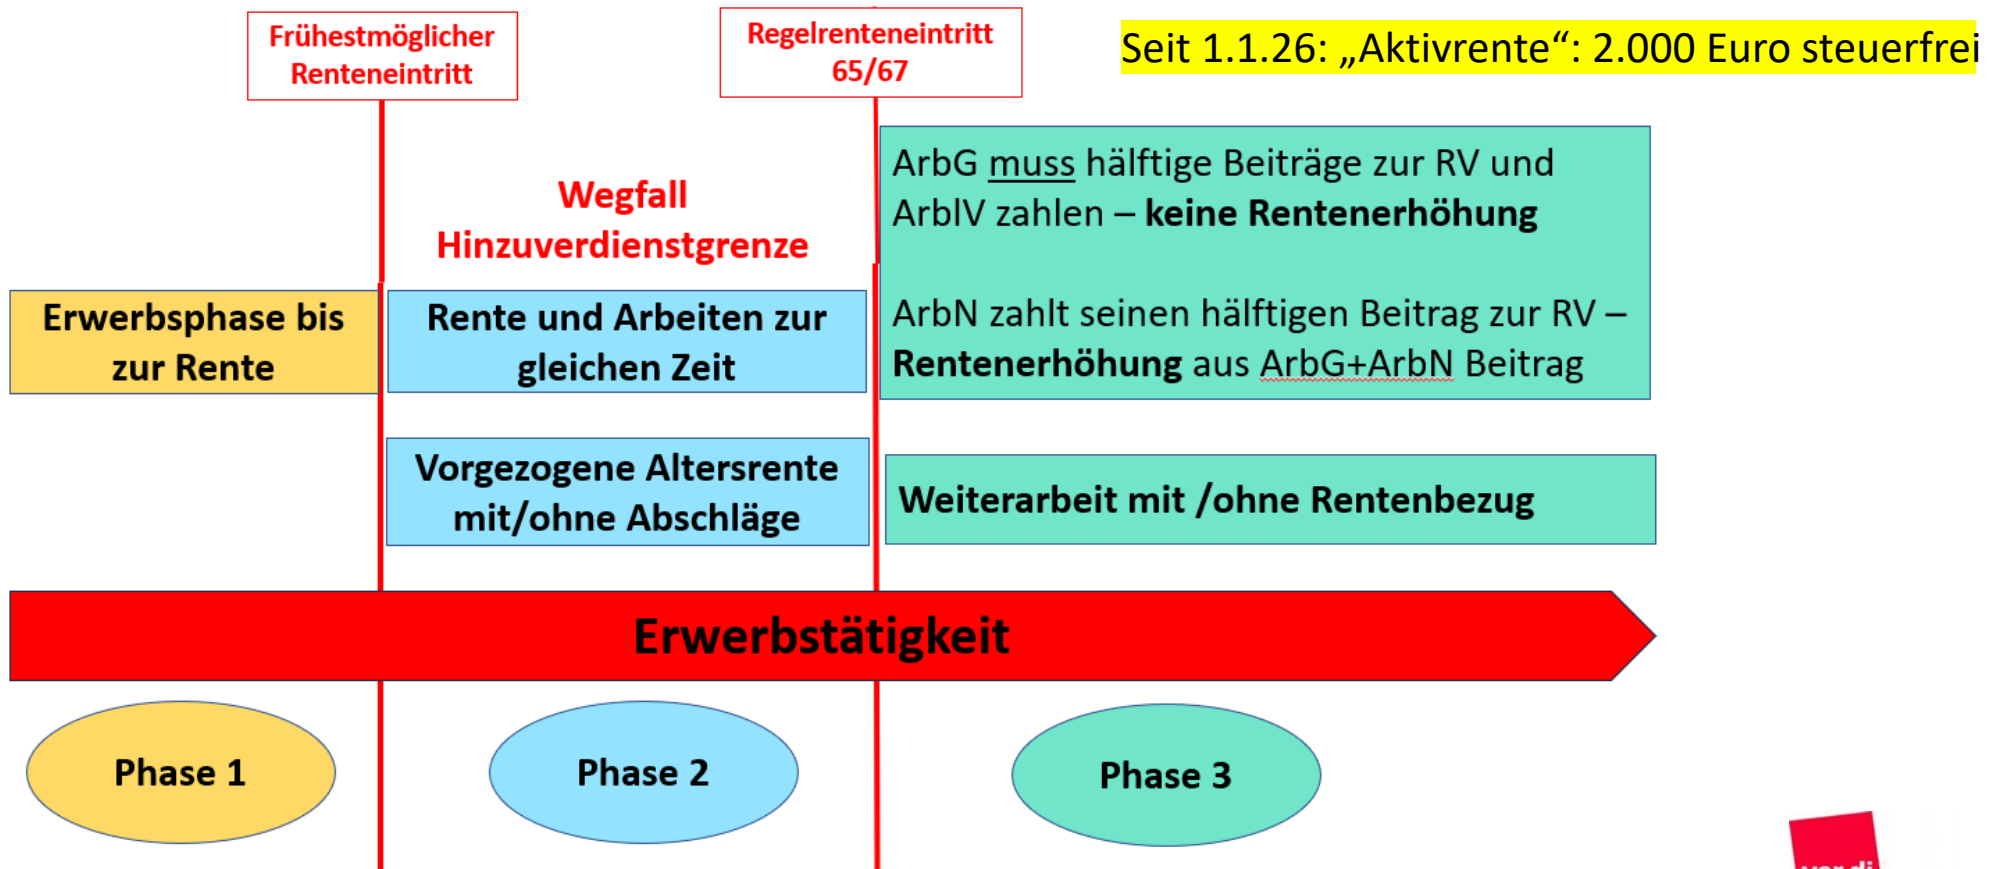 Frühestmöglicher
Renteneintritt
Regelrenteneintritt
65/67
Seit 1.1.26: „Aktivrente“: 2.000 Euro steuerfrei
Wegfall
Hinzuverdienstgrenze
ArbG muss hälftige Beiträge zur RV und
ArblV zahlen – keine Rentenerhöhung
ArbN zahlt seinen hälftigen Beitrag zur RV –
Rentenerhöhung aus ArbG+ArbN Beitrag
Erwerbsphase bis
zur Rente
Rente und Arbeiten zur
gleichen Zeit
Vorgezogene Altersrente
mit/ohne Abschläge
Weiterarbeit mit /ohne Rentenbezug
Erwerbstätigkeit
Phase 1
Phase 2
Phase 3
ver.di